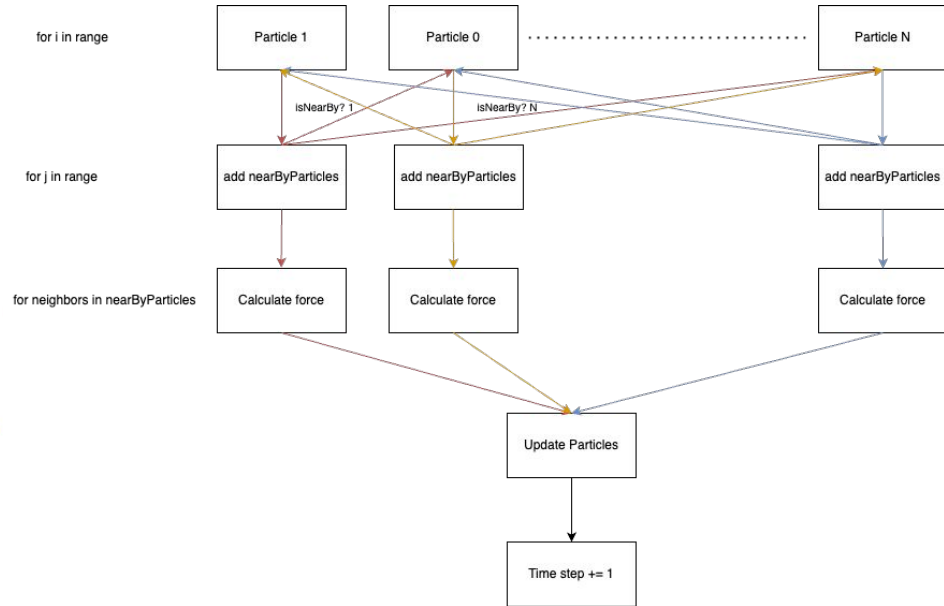 for i in range
Particle 1
Particle 0
Particle N
isNearBy? 1
isNearBy? N
for j in range
add nearByParticles
add nearByParticles
add nearByParticles
for neighbors in nearByParticles
Calculate force
Calculate force
Calculate force
Update Particles
Time step += 1